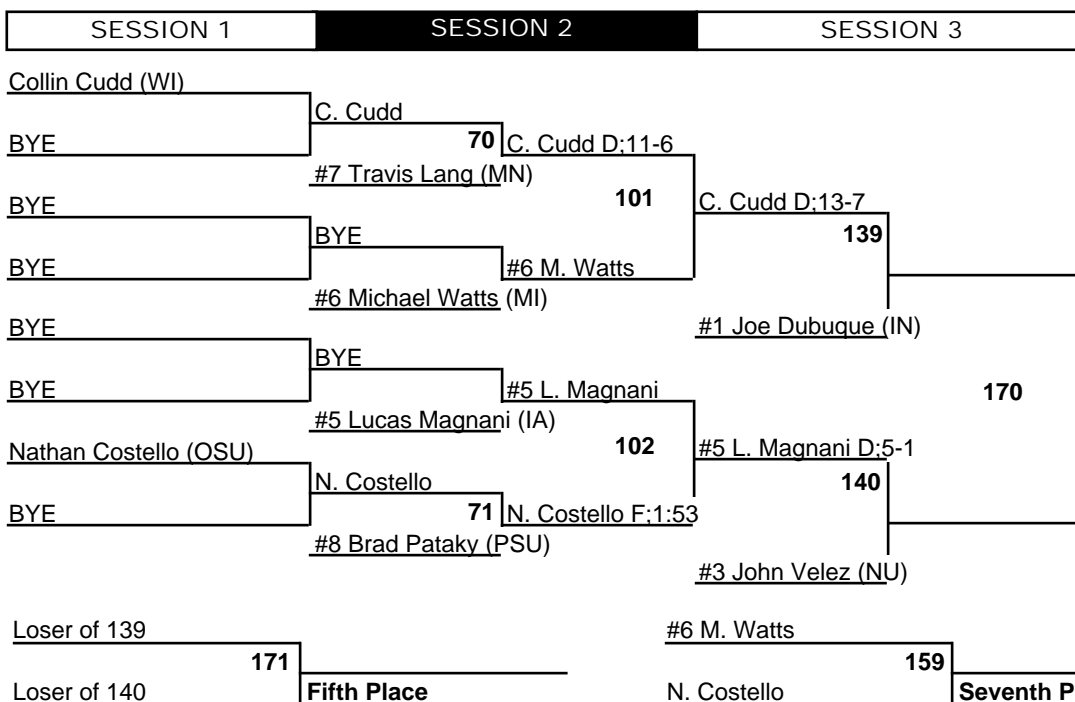 SESSION 1 SESSION 2 SESSION 3
Collin Cudd (WI)
C. Cudd
BYE 70 C. Cudd D;11-6
#7 Travis Lang (MN)
101 C. Cudd D;13-7
BYE
BYE 139
BYE #6 M. Watts
#6 Michael Watts (MI)
BYE #1 Joe Dubuque (IN)
BYE
BYE #5 L. Magnani 170
#5 Lucas Magnani (IA)
Nathan Costello (OSU) 102 #5 L. Magnani D;5-1
N. Costello 140
BYE 71 N. Costello F;1:53
#8 Brad Pataky (PSU)
#3 John Velez (NU)
Loser of 139 #6 M. Watts
171 159
Loser of 140 Fifth Place N. Costello Seventh P